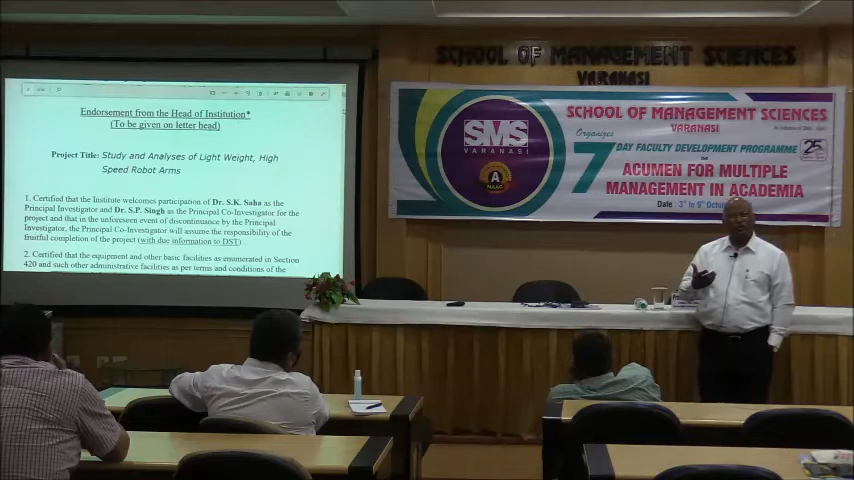 SCHOOL OF MANAGEMENT SCIENCES
VARANASI
Endorsement from the Head of Institution*
(To be given on letter head)
Project Title: Study and Analyses of Light Weight, High
Speed Robot Arms
1. Certified that the Institute welcomes participation of Dr. S.K. Saha as the
Principal Investigator and Dr. S.P. Singh as the Principal Co-Investigator for the
project and that in the unforeseen event of discontinuance by the Principal
Investigator, the Principal Co-Investigator will assume the responsibility of the
fruitful completion of the project (with due information to DST)
2. Certified that the equipment and other basic facilities as enumerated in Section
420 and such other administrative facilities as per terms and conditions of the
SMS
VARANASI
A
NAAC
SCHOOL OF MANAGEMENT SCIENCES
VARANASI
Organizes
7 DAY FACULTY DEVELOPMENT PROGRAMME
on
ACUMEN FOR MULTIPLE
MANAGEMENT IN ACADEMIA
Date : 3rd to 9th
25